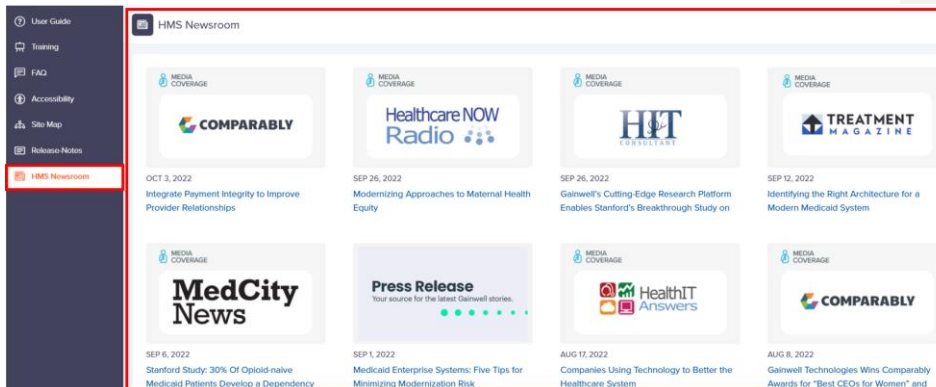 User Guide
Training
FAQ
Accessibility
Site Map
Release-Notes
HMS Newsroom
HMS Newsroom
MEDIA
COVERAGE
COMPARABLY
OCT 3, 2022
Integrate Payment Integrity to Improve
Provider Relationships
MEDIA
COVERAGE
Healthcare NOW
Radio
SEP 26, 2022
Modernizing Approaches to Maternal Health
Equity
MEDIA
COVERAGE
HIT
CONSULTANT
SEP 26, 2022
Gainwell's Cutting-Edge Research Platform
Enables Stanford's Breakthrough Study on
MEDIA
COVERAGE
TREATMENT
MAGAZINE
SEP 12, 2022
Identifying the Right Architecture for a
Modern Medicaid System
MEDIA
COVERAGE
MedCity
News
SEP 6, 2022
Stanford Study: 30% Of Opioid-naive
Medicaid Patients Develop a Dependency
Press Release
Your source for the latest Gainwell stories.
SEP 1, 2022
Medicaid Enterprise Systems: Five Tips for
Minimizing Modernization Risk
MEDIA
COVERAGE
HealthIT
Answers
AUG 17, 2022
Companies Using Technology to Better the
Healthcare System
MEDIA
COVERAGE
COMPARABLY
AUG 8, 2022
Gainwell Technologies Wins Comparably
Awards for "Best CEOs for Women" and